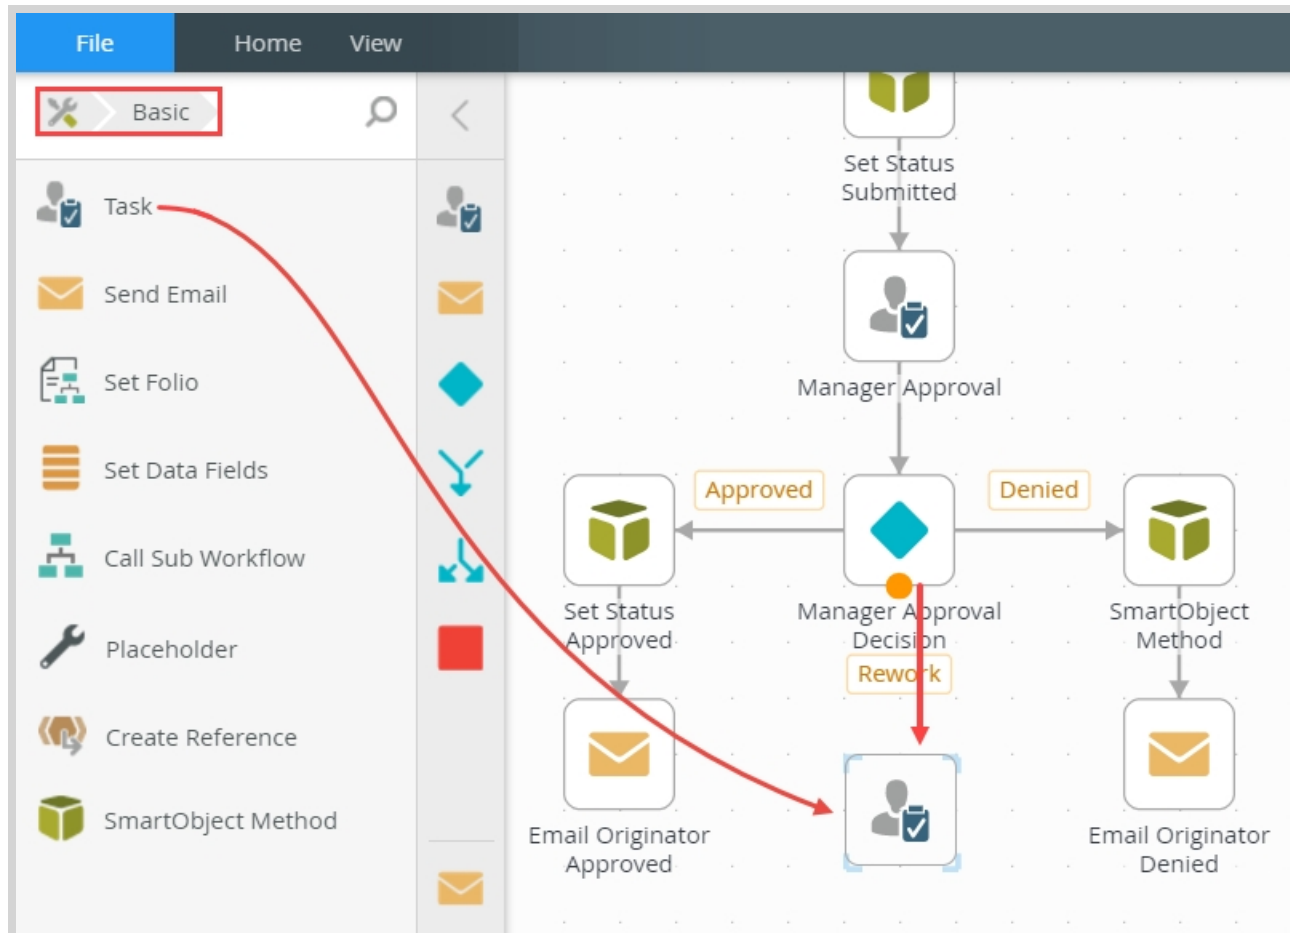 File
Home
View
Basic
Task
Send Email
Set Folio
Set Data Fields
Call Sub Workflow
Placeholder
Create Reference
SmartObject Method
Set Status
Submitted
Manager Approval
Approved
Denied
Set Status
Approved
Manager Approval
Decision
Rework
SmartObject
Method
Email Originator
Approved
Email Originator
Denied